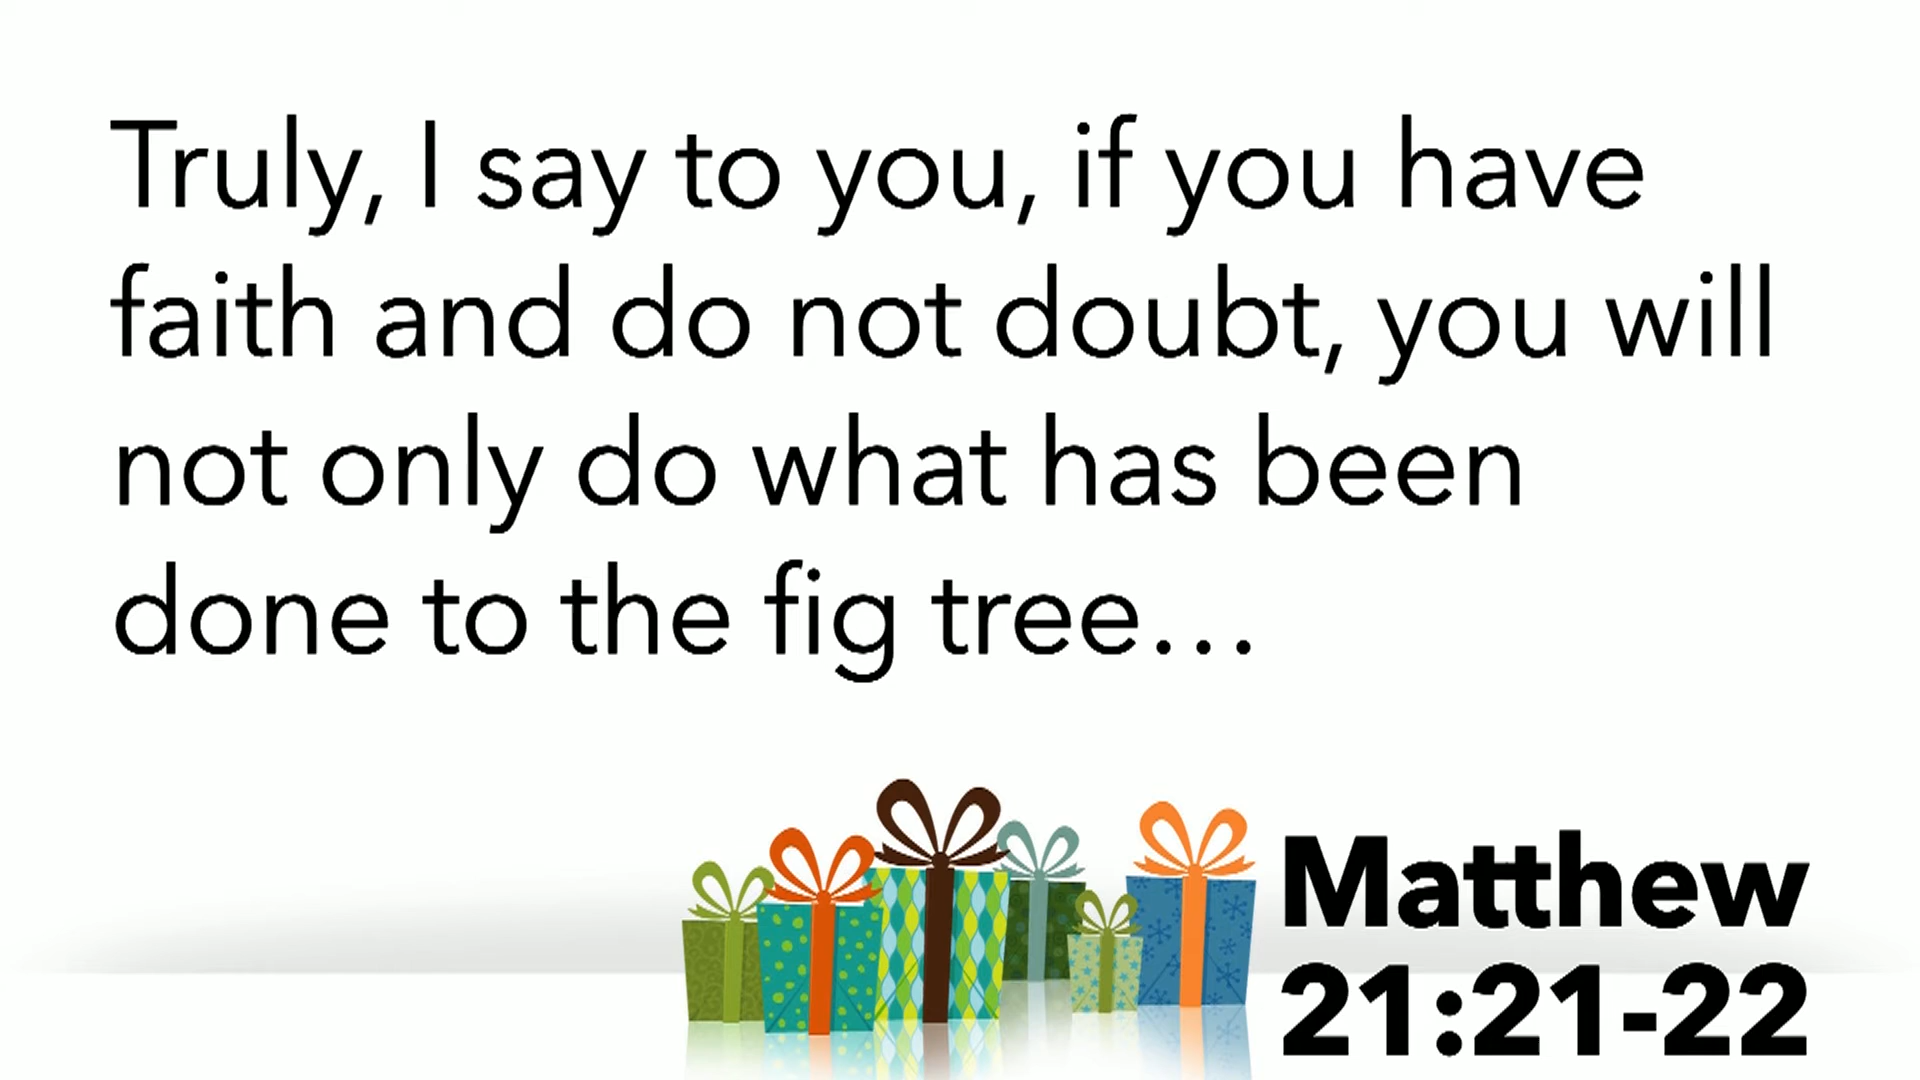 Truly, I say to you, if you have
faith and do not doubt, you will
not only do what has been
done to the fig tree…
Matthew
21:21-22